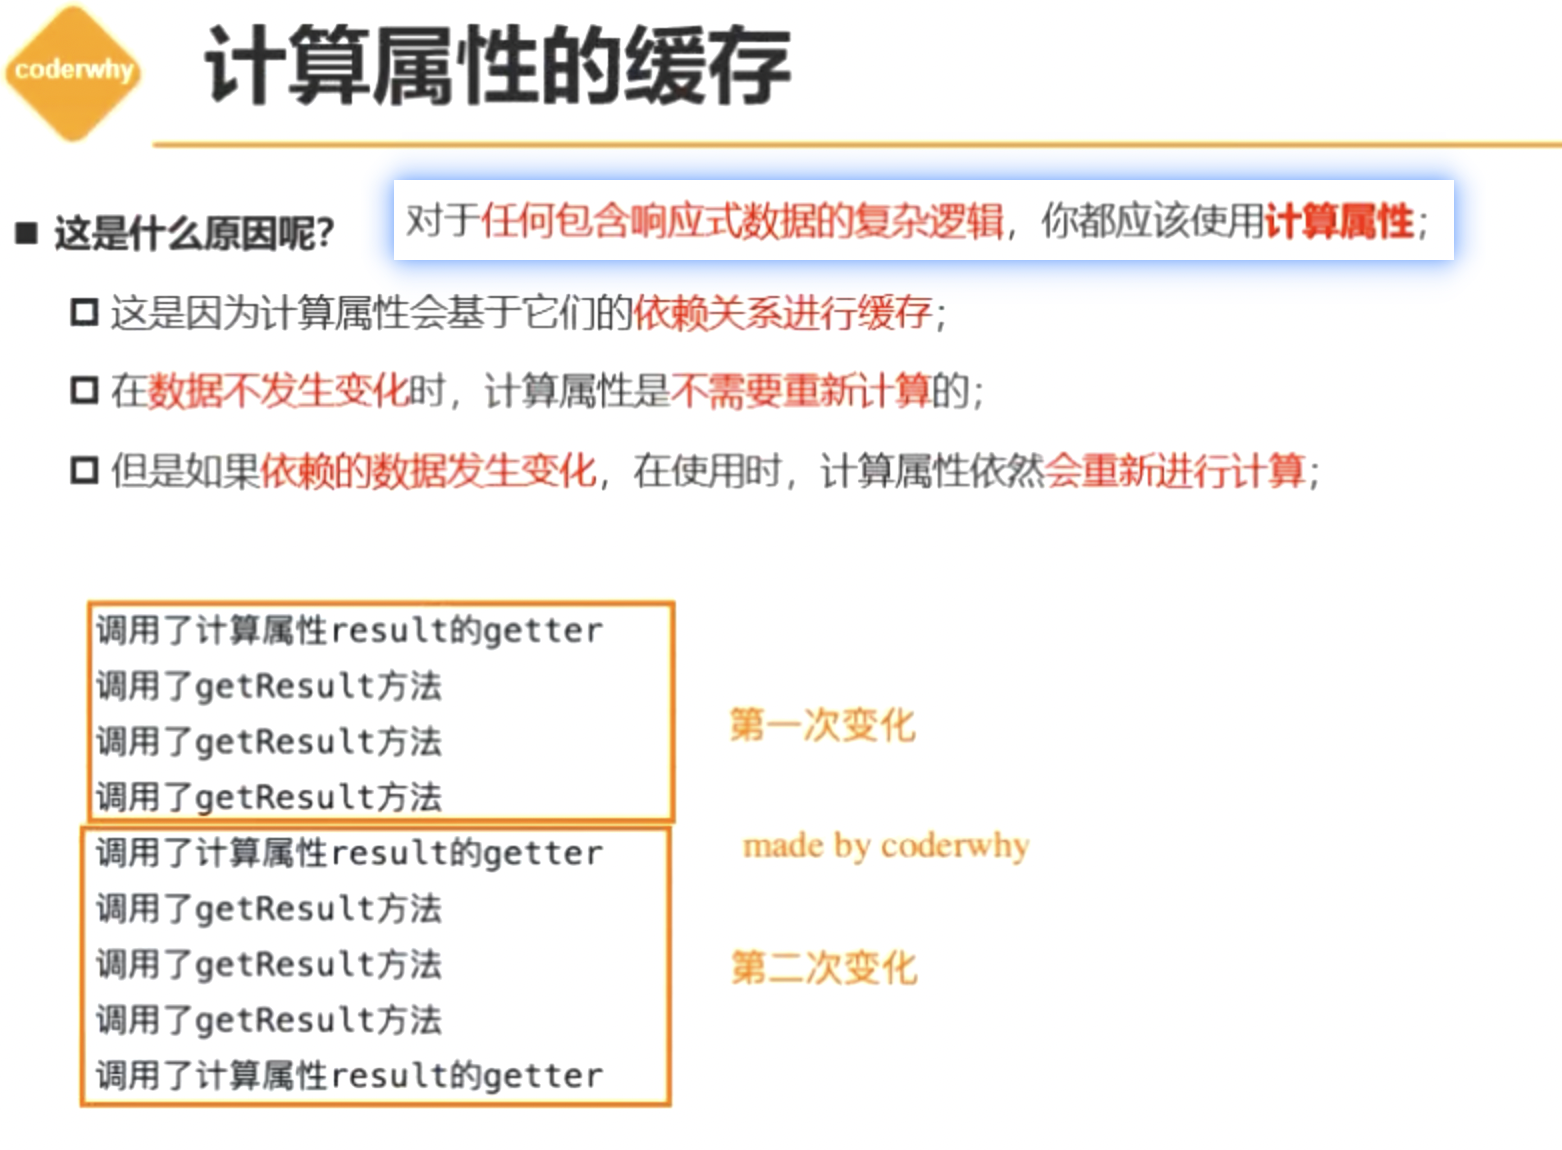 coderwhy
计算属性的缓存
■ 这是什么原因呢?
对于任何包含响应式数据的复杂逻辑，你都应该使用计算属性；
这是因为计算属性会基于它们的依赖关系进行缓存；
在数据不发生变化时，计算属性是不需要重新计算的；
但是如果依赖的数据发生变化，在使用时，计算属性依然会重新进行计算；
调用了计算属性result的getter
调用了getResult方法
调用了getResult方法
调用了getResult方法
第一次变化
made by coderwhy
调用了计算属性result的getter
调用了getResult方法
调用了getResult方法
调用了getResult方法
调用了计算属性result的getter
第二次变化